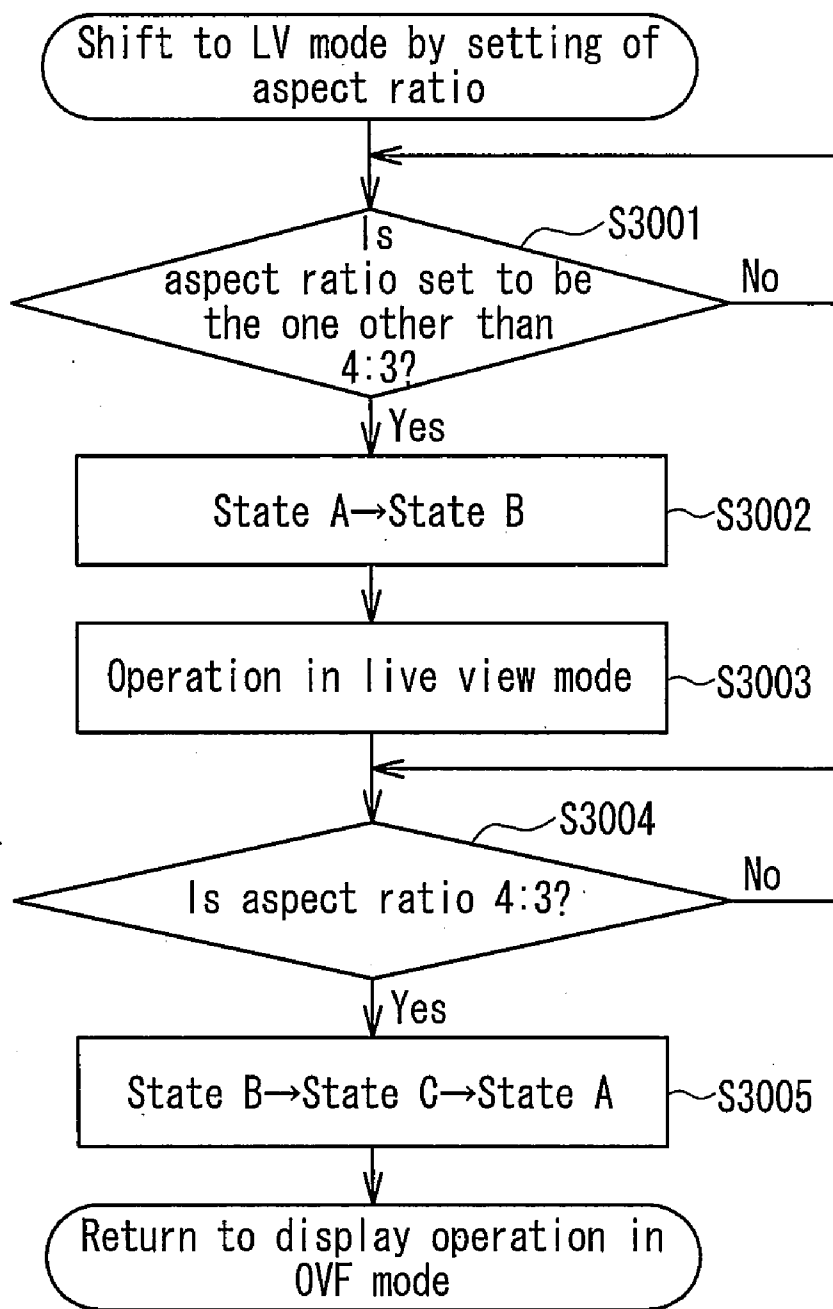 Shift to LV mode by setting of
aspect ratio
S3001
Is
aspect ratio set to be
the one other than
4:3?
No
Yes
State A→State B
S3002
Operation in live view mode
S3003
S3004
Is aspect ratio 4:3?
No
Yes
State B→State C→State A
S3005
Return to display operation in
OVF mode